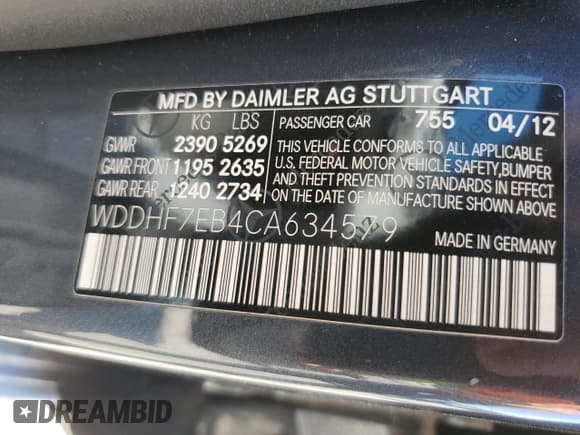 MFD BY DAIMLER AG STUTTGART
KG LBS PASSENGER CAR 755 04/12
GVWR 2390 5269
GAWR FRONT 1195 2635
GAWR REAR 1240 2734
THIS VEHICLE CONFORMS TO ALL APPLICABLE
U.S. FEDERAL MOTOR VEHICLE SAFETY,BUMPER
AND THEFT PREVENTION STANDARDS IN EFFECT
ON THE DATE OF MANUFACTURE SHOWN ABOVE
WDDHF7EB4CA634579 MADE IN GERMANY
DREAMBID